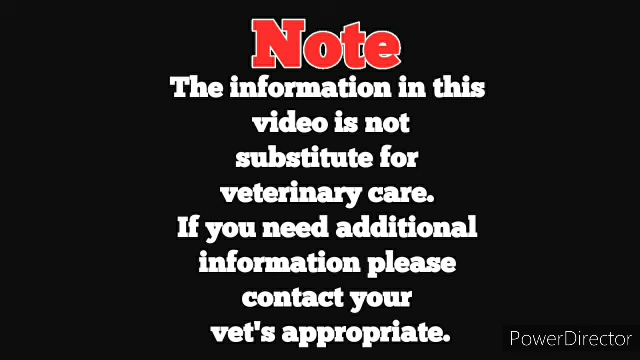 Note
The information in this
video is not
substitute for
veterinary care.
If you need additional
information please
contact your
vet's appropriate.
PowerDirector